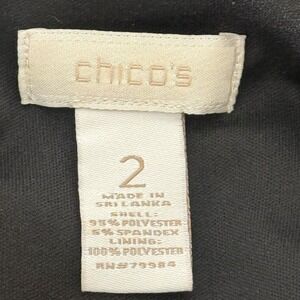 chico's
2
MADE IN
SRI LANKA
SHELL:
95% POLYESTER
5% SPANDEX
LINING:
100% POLYESTER
RN#79984